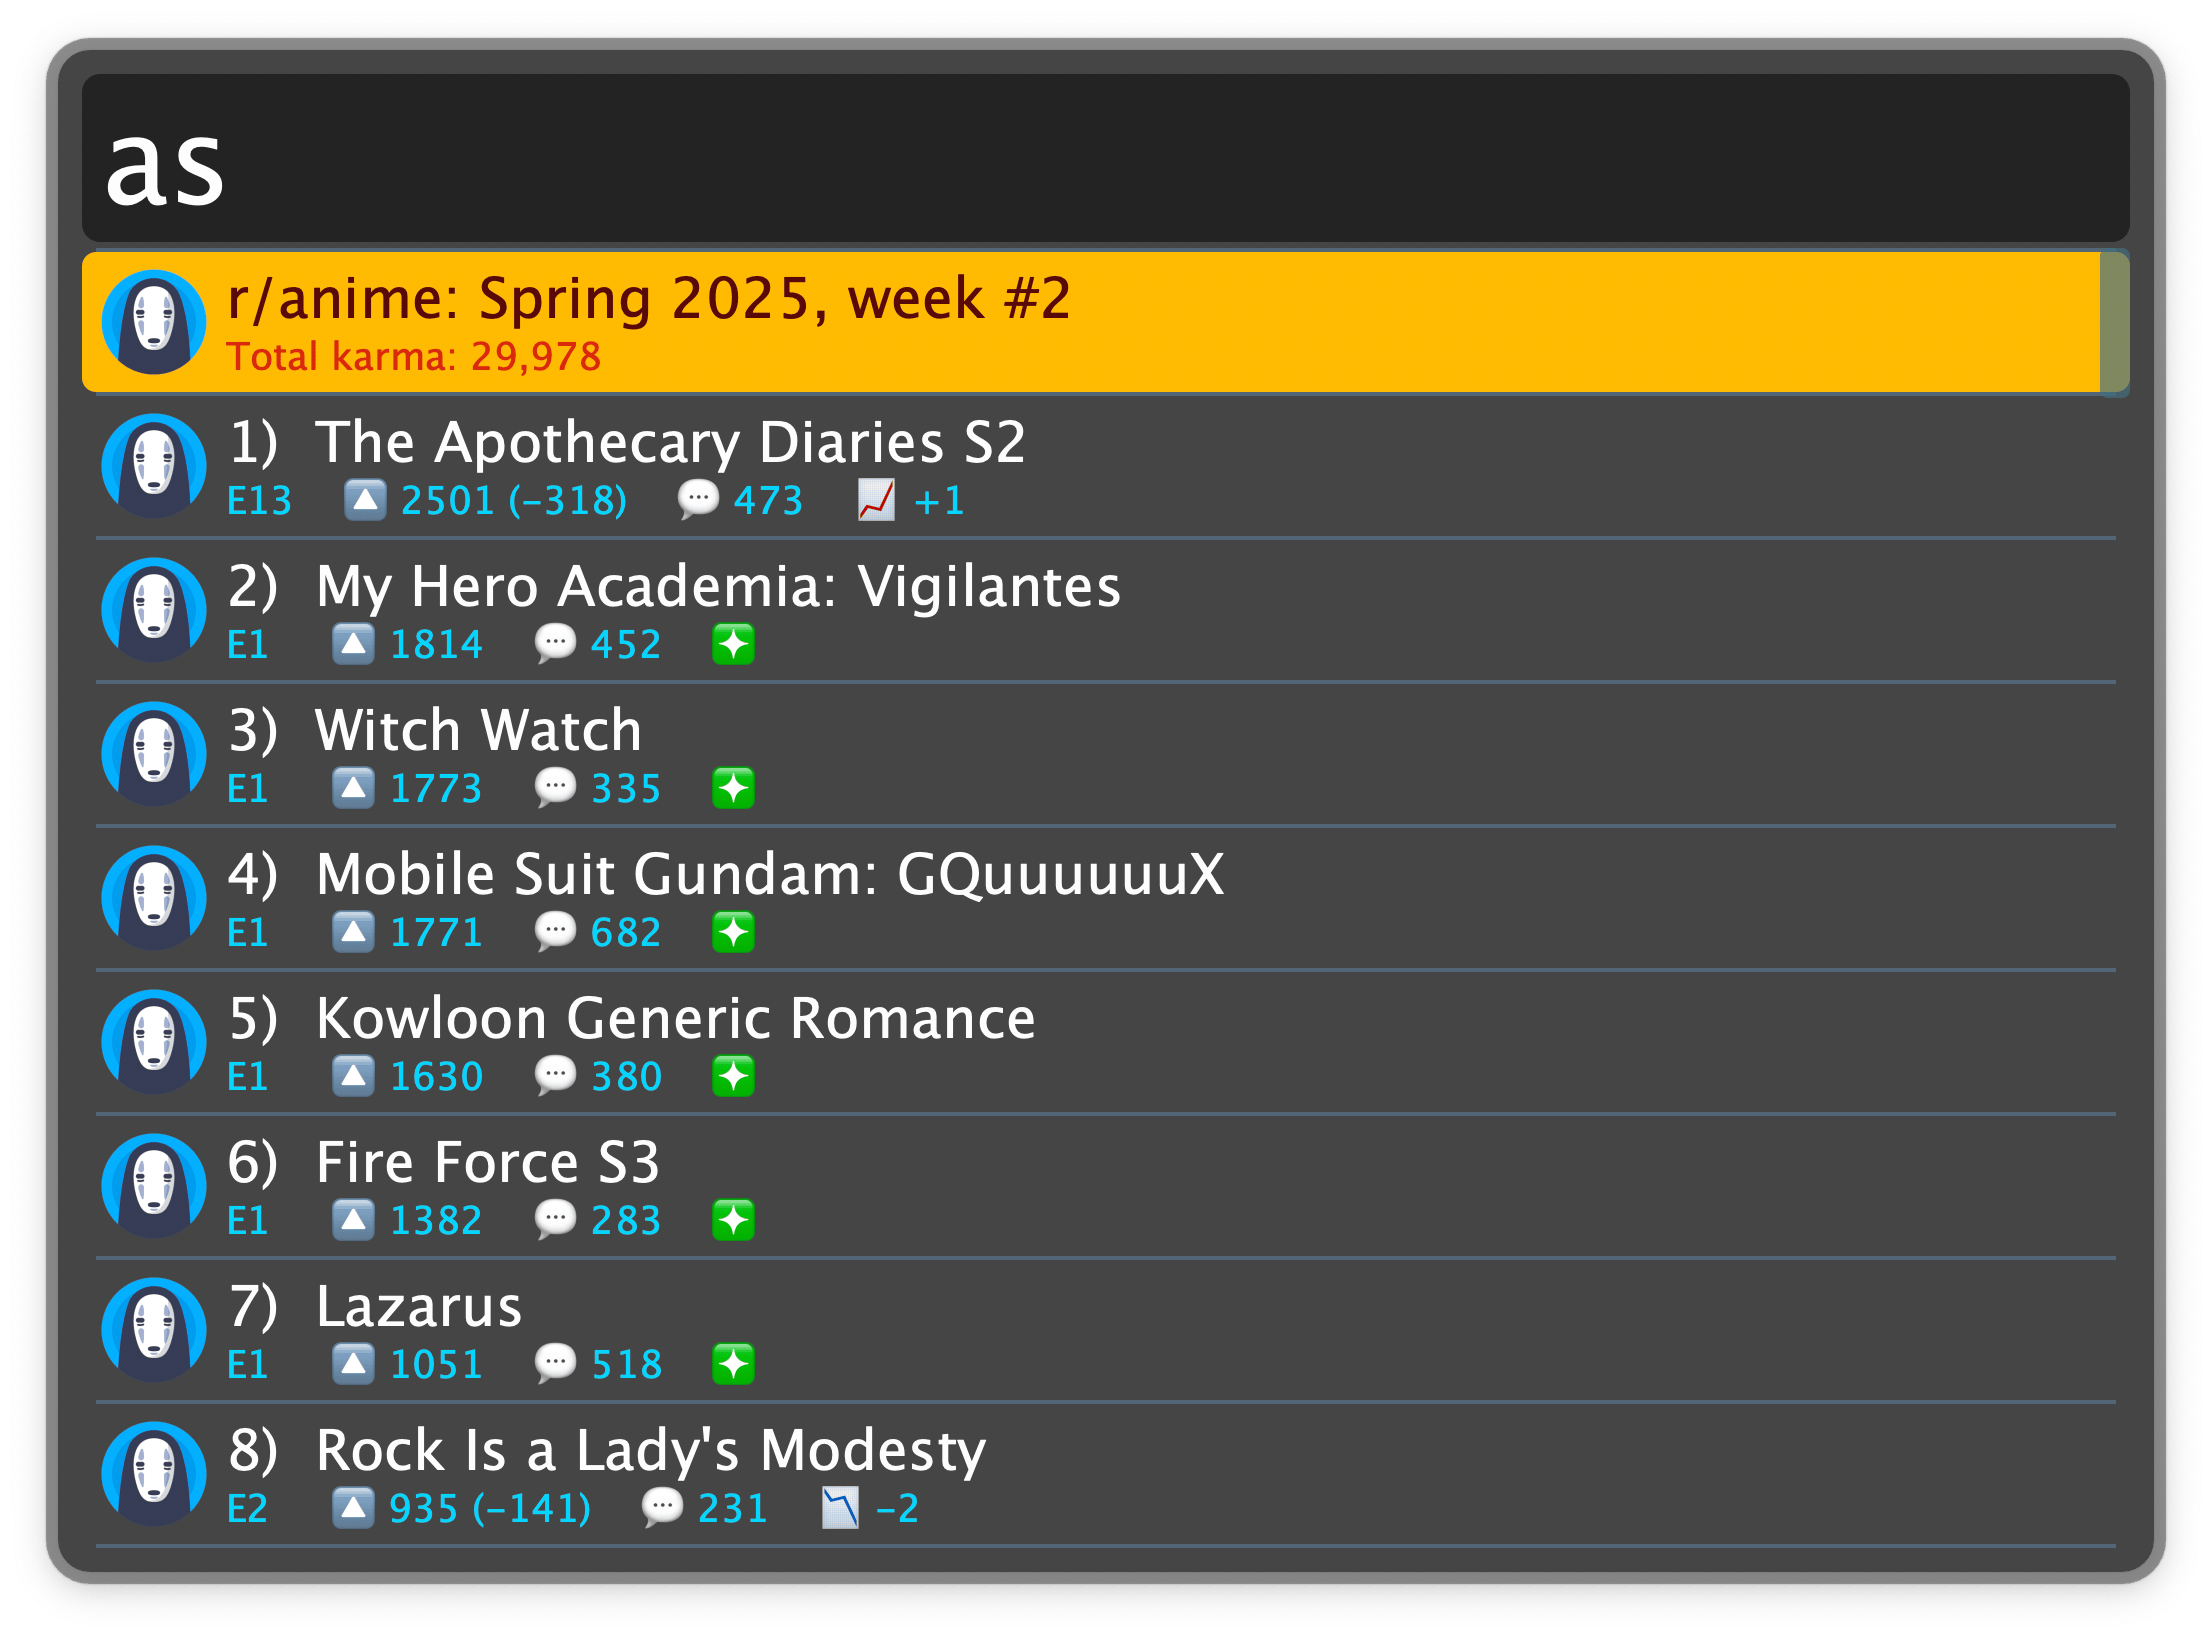 as
r/anime: Spring 2025, week #2
Total karma: 29,978
1) The Apothecary Diaries S2
E13 2501 (-318) 473 +1
2) My Hero Academia: Vigilantes
E1 1814 452
3) Witch Watch
E1 1773 335
4) Mobile Suit Gundam: GQuuuuuuX
E1 1771 682
5) Kowloon Generic Romance
E1 1630 380
6) Fire Force S3
E1 1382 283
7) Lazarus
E1 1051 518
8) Rock Is a Lady's Modesty
E2 935 (-141) 231 -2